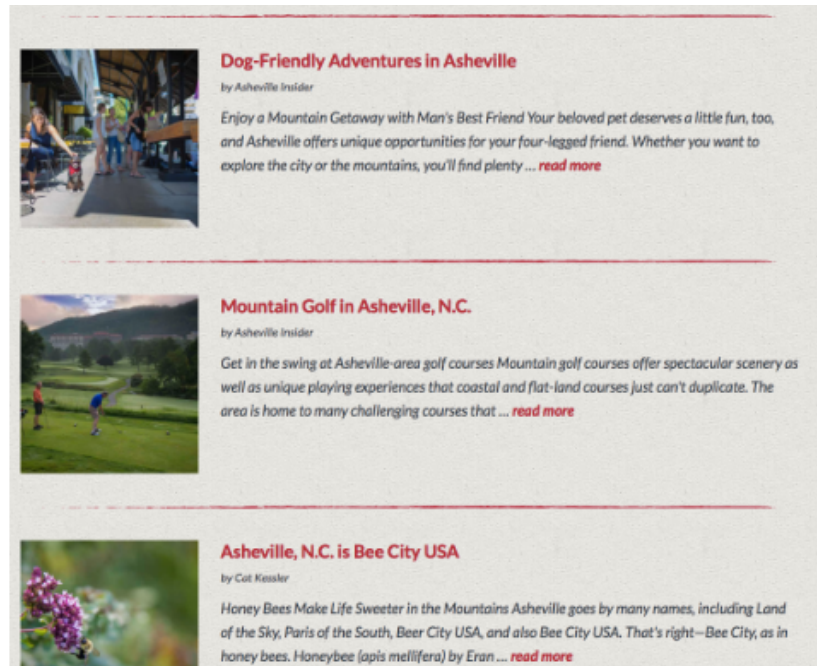 Dog-Friendly Adventures in Asheville
by Asheville Insider
Enjoy a Mountain Getaway with Man's Best Friend Your beloved pet deserves a little fun, too,
and Asheville offers unique opportunities for your four-legged friend. Whether you want to
explore the city or the mountains, you'll find plenty ... read more
Mountain Golf in Asheville, N.C.
by Asheville Insider
Get in the swing at Asheville-area golf courses Mountain golf courses offer spectacular scenery as
well as unique playing experiences that coastal and flat-land courses just can't duplicate. The
area is home to many challenging courses that ... read more
Asheville, N.C. is Bee City USA
by Cat Kessler
Honey Bees Make Life Sweeter in the Mountains Asheville goes by many names, including Land
of the Sky, Paris of the South, Beer City USA, and also Bee City USA. That's right—Bee City, as in
honey bees. Honeybee (apis mellifera) by Eran ... read more